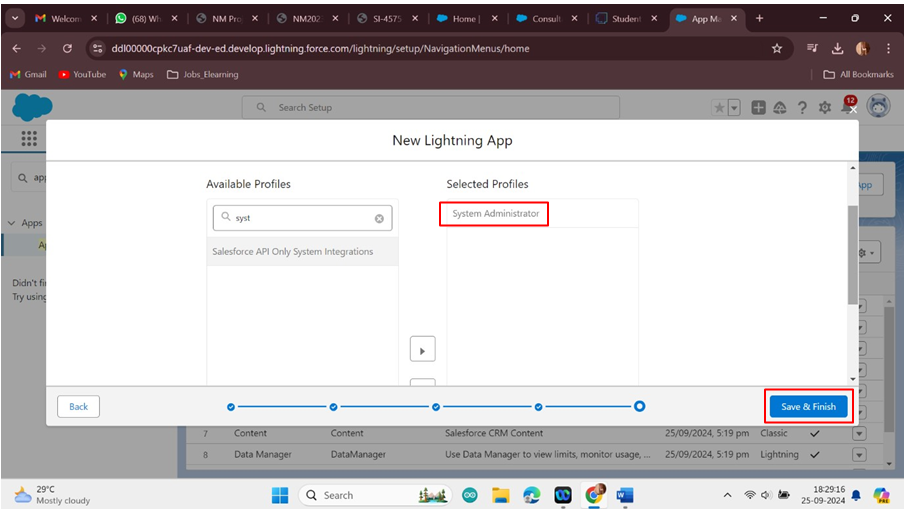 Welcom
(68) Wh
NM Pro
NM202
SI-4575
Home |
Consult
Student
App Ma
ddl00000cpkc7uaf-dev-ed.develop.lightning.force.com/lightning/setup/NavigationMenus/home
Gmail
YouTube
Maps
Jobs_Elearning
All Bookmarks
Search Setup
12
New Lightning App
app
App
Available Profiles
Selected Profiles
syst
System Administrator
Apps
Salesforce API Only System Integrations
Ap
Didn't fi
Try using
Back
Save & Finish
7 Content Content Salesforce CRM Content 25/09/2024, 5:19 pm Classic
8 Data Manager DataManager Use Data Manager to view limits, monitor usage, ... 25/09/2024, 5:19 pm Lightning
29°C
Mostly cloudy
Search
PRE
18:29:16
25-09-2024